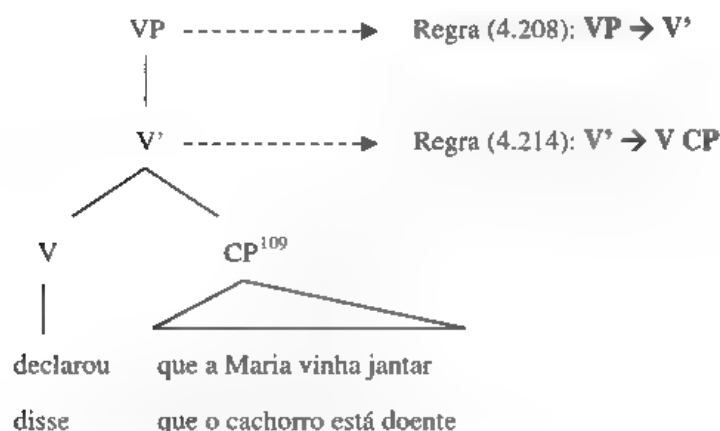 VP Regra (4.208): VP → V’
V’ Regra (4.214): V’ → V CP
V CP109
declarou que a Maria vinha jantar
disse que o cachorro está doente